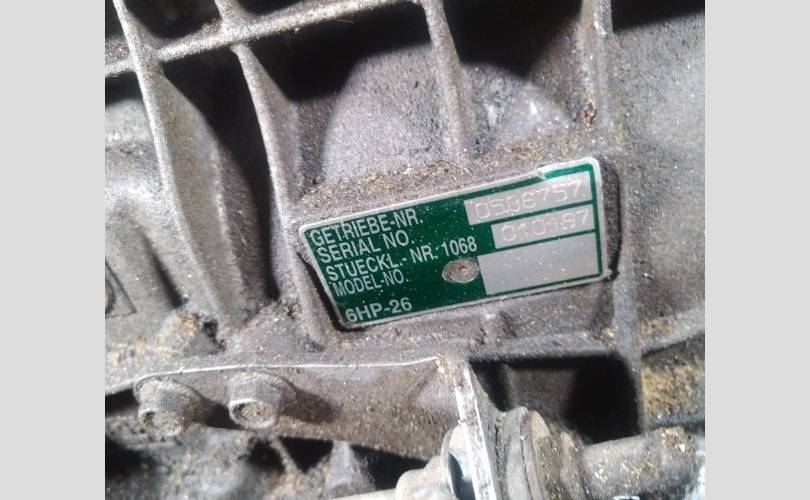 GETRIEBE-NR. 0596757
SERIAL NO.
STUECKL.- NR. 1068 010197
MODEL-NO.
6HP-26